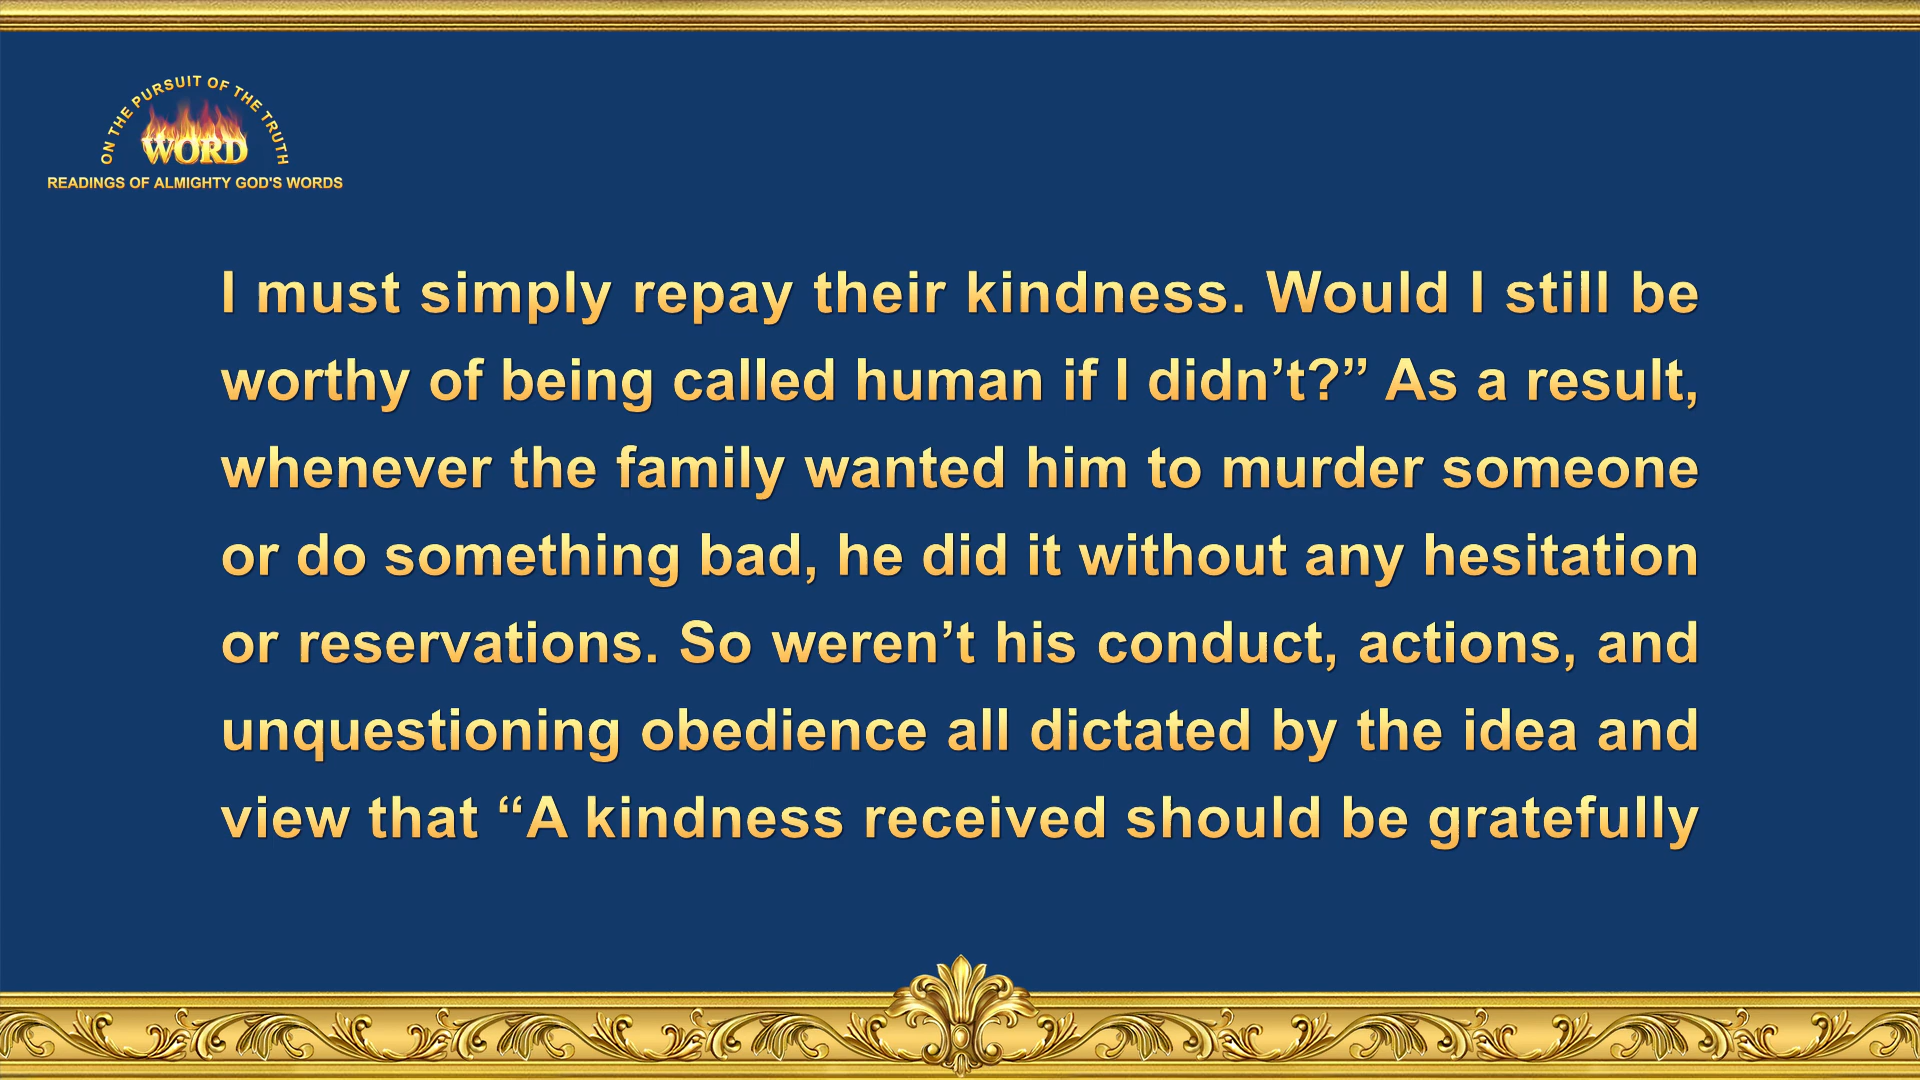 ON THE PURSUIT OF THE TRUTH
WORD
READINGS OF ALMIGHTY GOD'S WORDS
I must simply repay their kindness. Would I still be
worthy of being called human if I didn’t?” As a result,
whenever the family wanted him to murder someone
or do something bad, he did it without any hesitation
or reservations. So weren’t his conduct, actions, and
unquestioning obedience all dictated by the idea and
view that “A kindness received should be gratefully